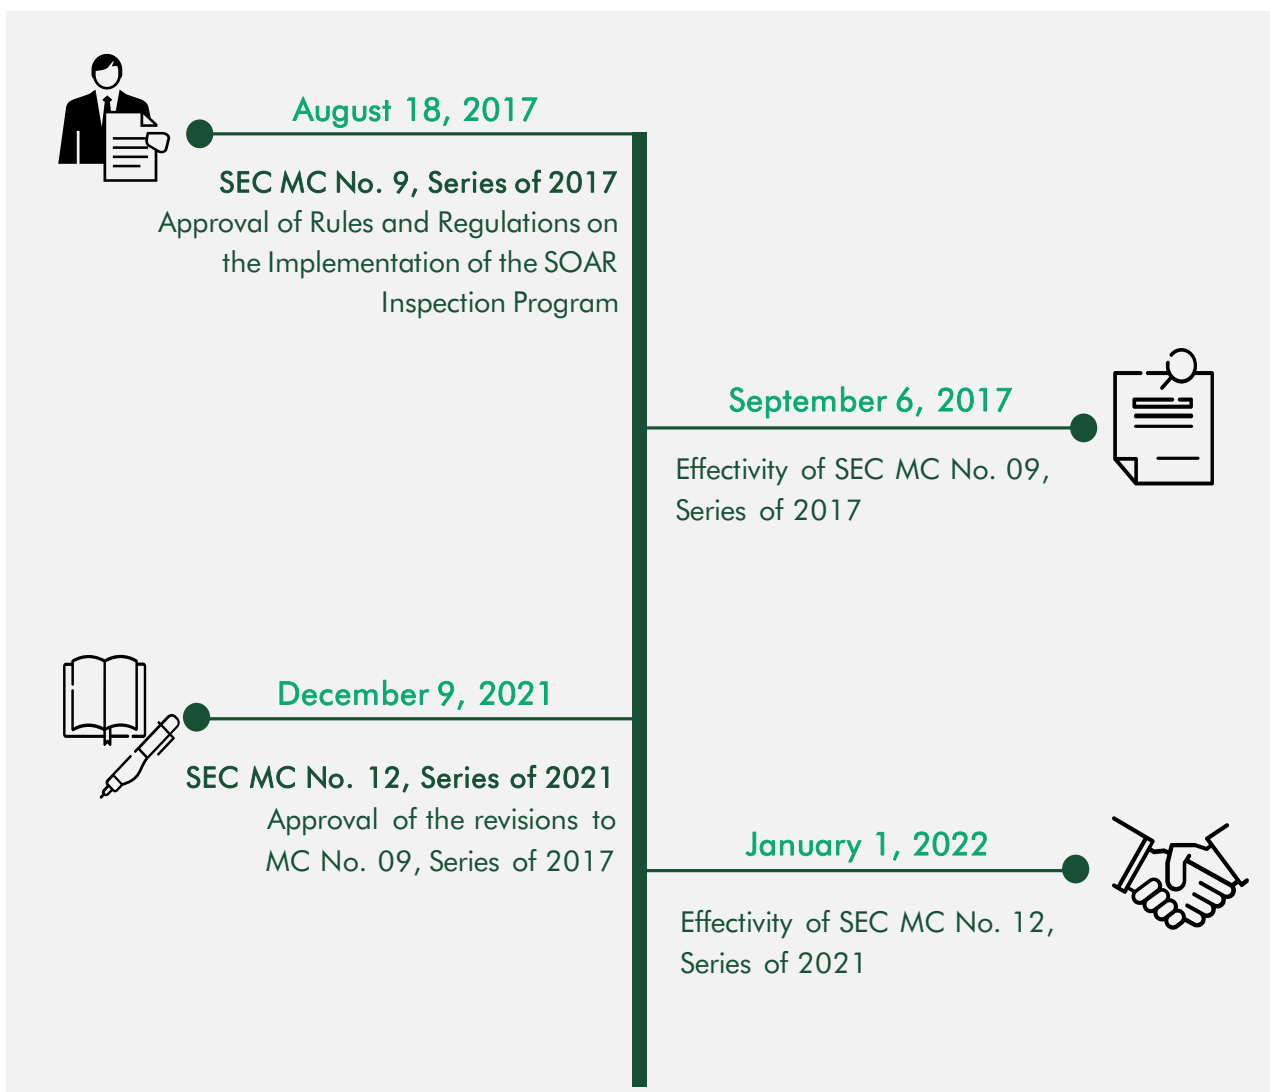 August 18, 2017
SEC MC No. 9, Series of 2017
Approval of Rules and Regulations on
the Implementation of the SOAR
Inspection Program
September 6, 2017
Effectivity of SEC MC No. 09,
Series of 2017
December 9, 2021
SEC MC No. 12, Series of 2021
Approval of the revisions to
MC No. 09, Series of 2017
January 1, 2022
Effectivity of SEC MC No. 12,
Series of 2021